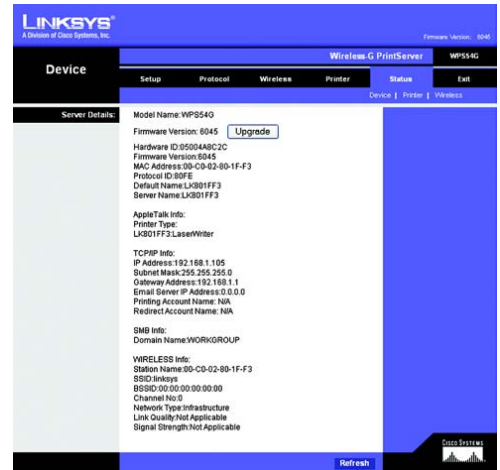 LINKSYS®
A Division of Cisco Systems, Inc.
Firmware Version: 6045
Wireless-G PrintServer
WPS54G
Device
Setup
Protocol
Wireless
Printer
Status
Exit
Device | Printer | Wireless
Server Details:
Model Name:WPS54G
Firmware Version: 6045
Upgrade
Hardware ID:05004A8C2C
Firmware Version:6045
MAC Address:00-C0-02-80-1F-F3
Protocol ID:80FE
Default Name:LK801FF3
Server Name:LK801FF3
AppleTalk Info:
Printer Type:
LK801FF3:LaserWriter
TCP/IP Info:
IP Address:192.168.1.105
Subnet Mask:255.255.255.0
Gateway Address:192.168.1.1
Email Server IP Address:0.0.0.0
Printing Account Name: N/A
Redirect Account Name: N/A
SMB Info:
Domain Name:WORKGROUP
WIRELESS Info:
Station Name:00-C0-02-80-1F-F3
SSID:linksys
BSSID:00:00:00:00:00:00
Channel No:0
Network Type:Infrastructure
Link Quality:Not Applicable
Signal Strength:Not Applicable
Refresh
CISCO SYSTEMS